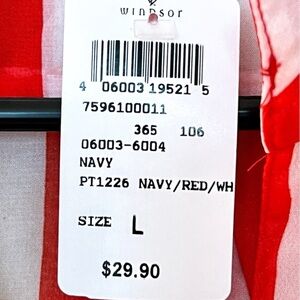 WINDSOR
4 06003 19521 5
7596100011
365 106
06003-6004
NAVY
PT1226 NAVY/RED/WH
SIZE L
$29.90